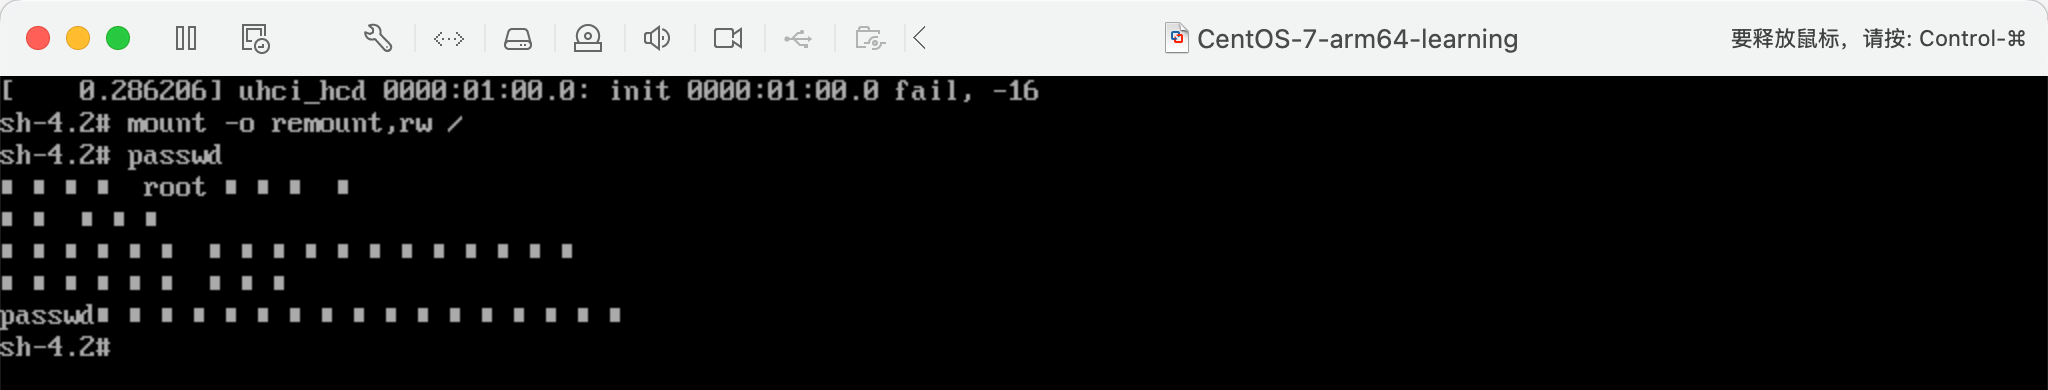 CentOS-7-arm64-learning
要释放鼠标，请按: Control-⌘
[    0.286206] uhci_hcd 0000:01:00.0: init 0000:01:00.0 fail, -16
sh-4.2# mount -o remount,rw /
sh-4.2# passwd
root
passwd
sh-4.2#